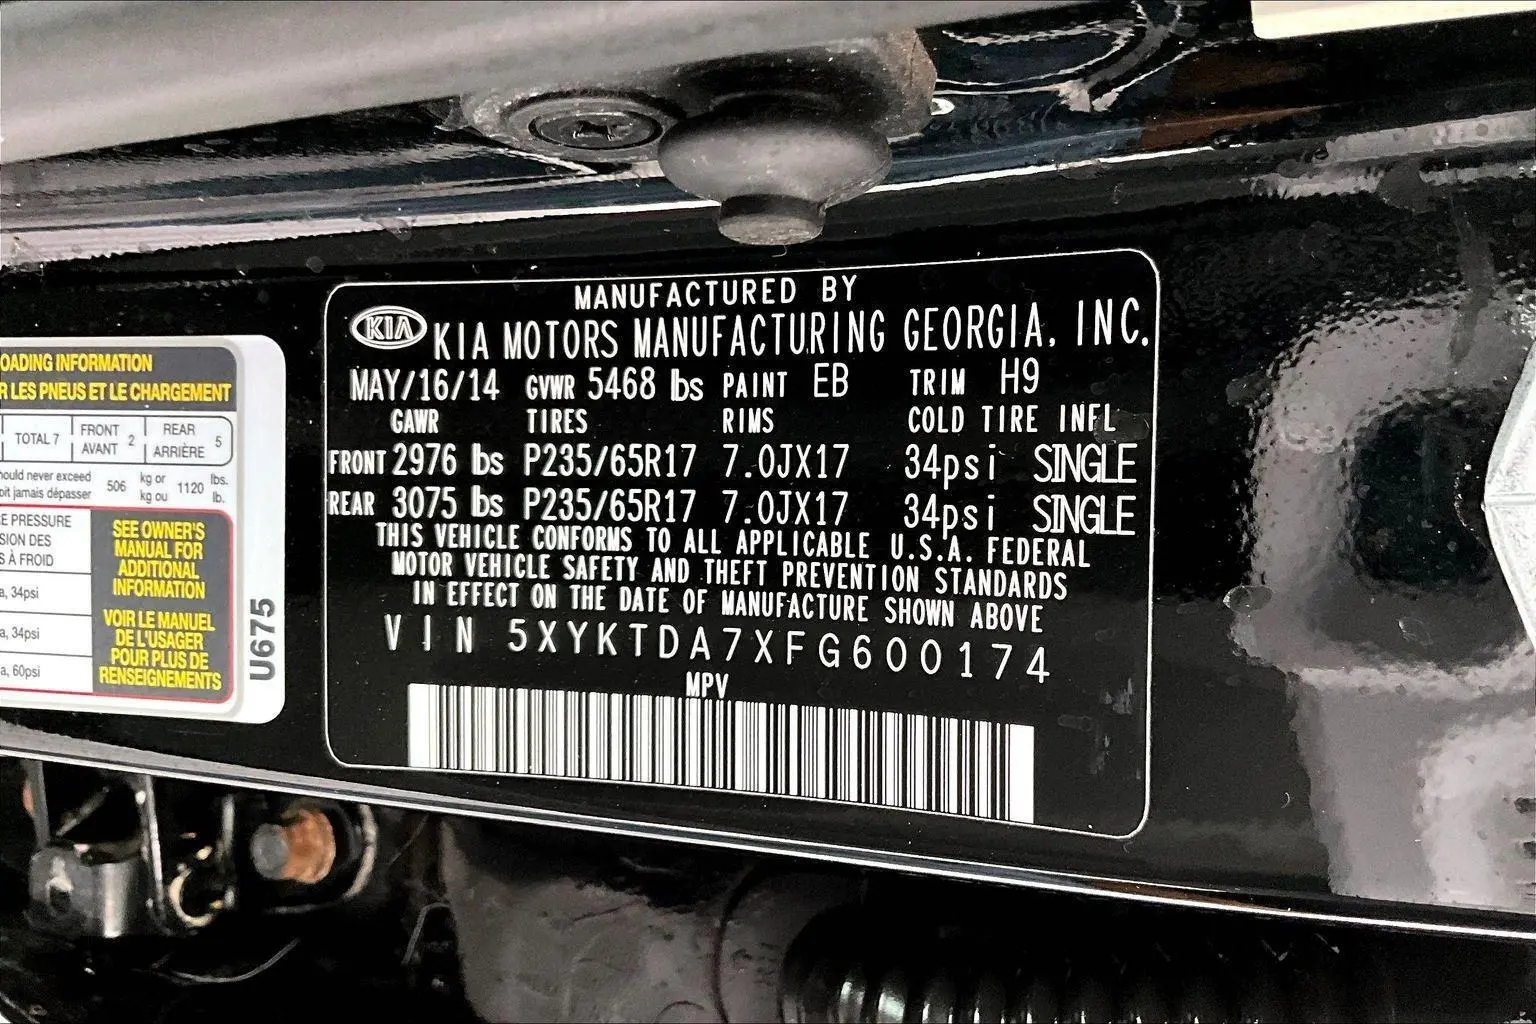 MANUFACTURED BY
KIA KIA MOTORS MANUFACTURING GEORGIA, INC.
MAY/16/14 GVWR 5468 lbs PAINT EB TRIM H9
GAWR TIRES RIMS COLD TIRE INFL
FRONT 2976 lbs P235/65R17 7.0JX17 34psi SINGLE
REAR 3075 lbs P235/65R17 7.0JX17 34psi SINGLE
THIS VEHICLE CONFORMS TO ALL APPLICABLE U.S.A. FEDERAL
MOTOR VEHICLE SAFETY AND THEFT PREVENTION STANDARDS
IN EFFECT ON THE DATE OF MANUFACTURE SHOWN ABOVE
VIN 5XYKTDA7XFG600174
MPV
OADING INFORMATION
R LES PNEUS ET LE CHARGEMENT
TOTAL 7 FRONT AVANT 2 REAR ARRIÈRE 5
ould never exceed 506 kg or 1120 lbs.
oit jamais dépasser kg ou lb.
E PRESSURE
SION DES
S À FROID
a, 34psi
a, 34psi
a, 60psi
SEE OWNER'S
MANUAL FOR
ADDITIONAL
INFORMATION
VOIR LE MANUEL
DE L'USAGER
POUR PLUS DE
RENSEIGNEMENTS
U675